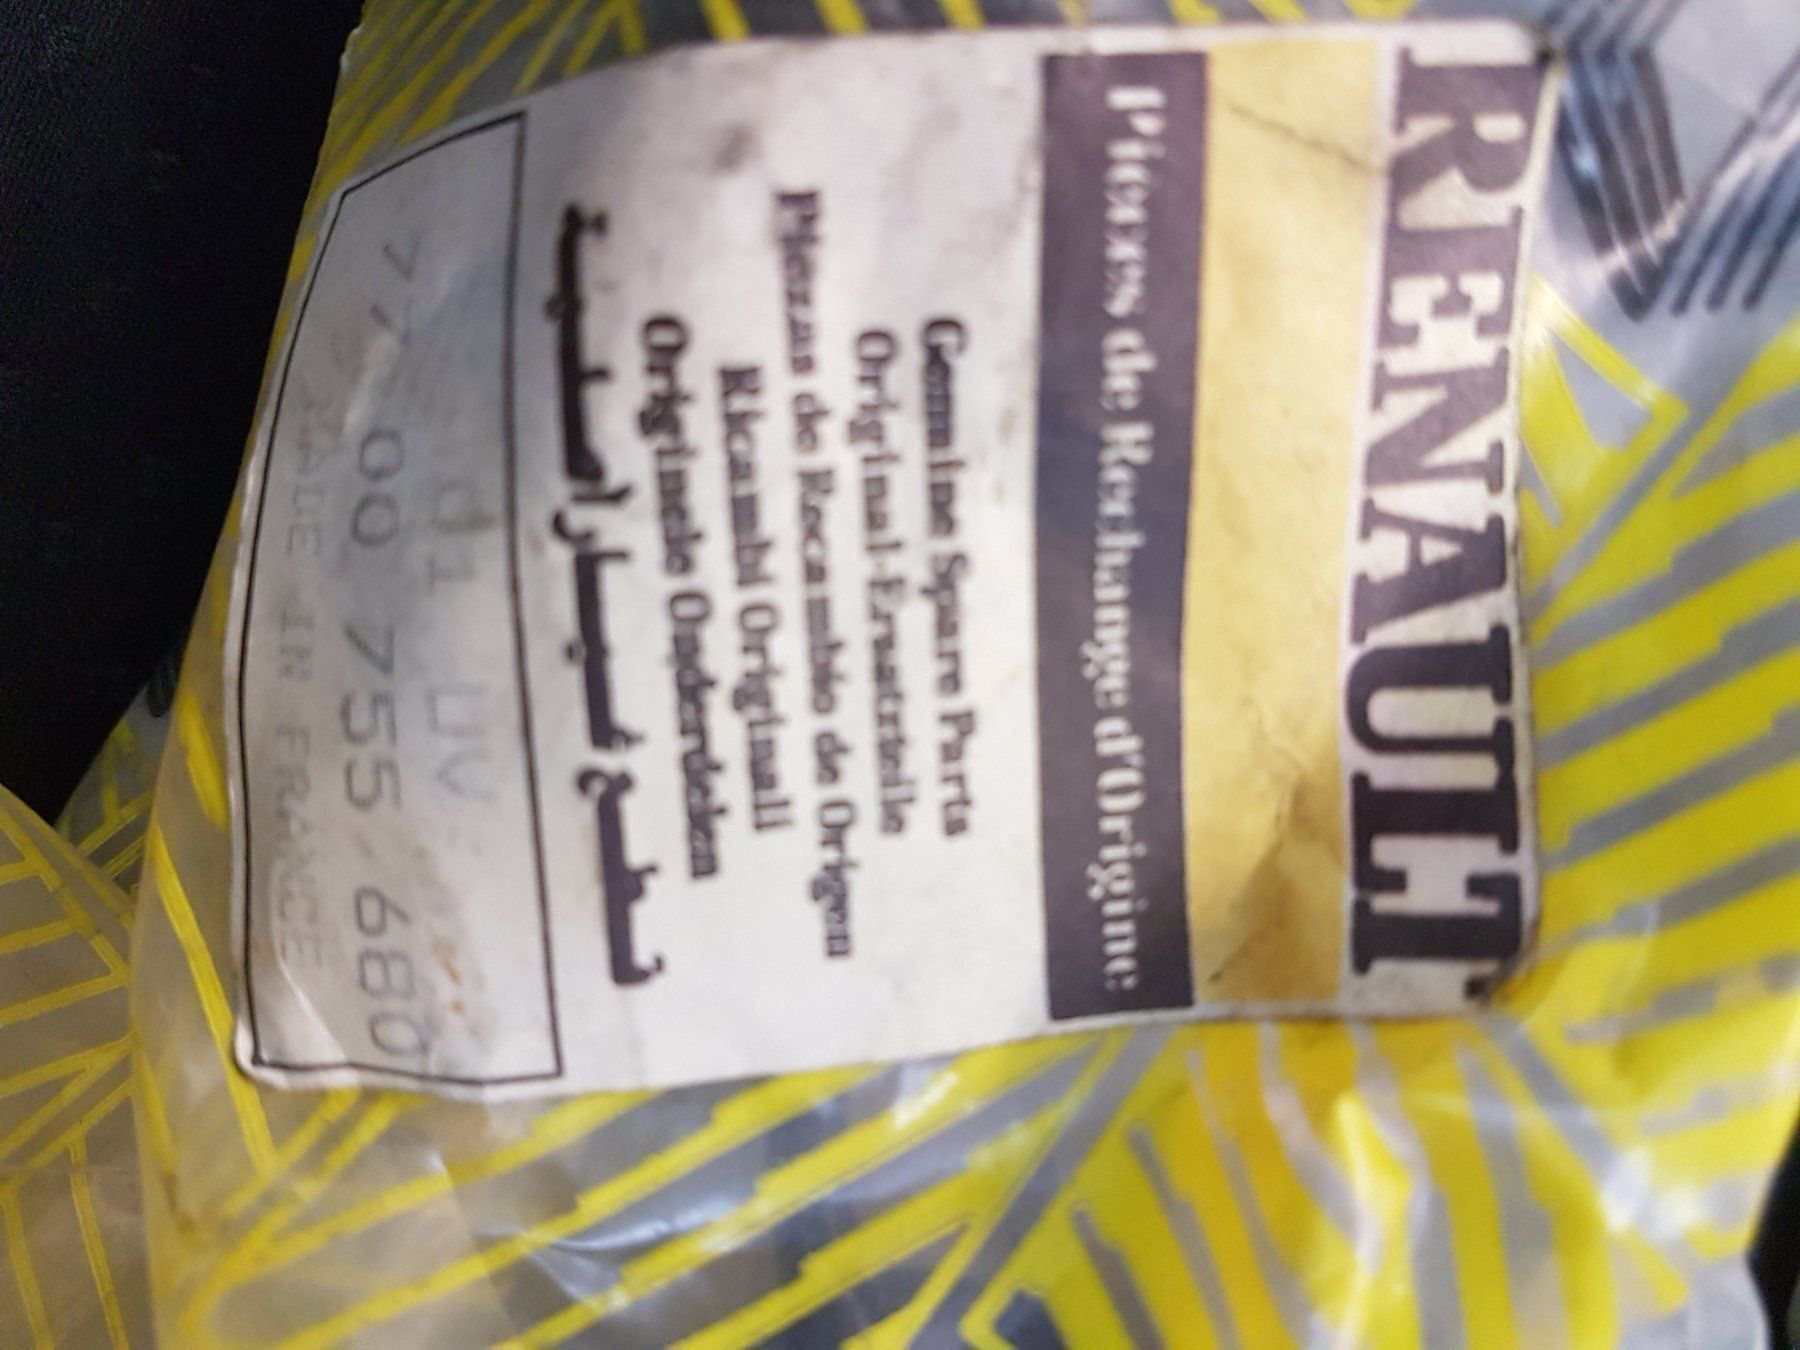 RENAULT
Pièces de Rechange d'Origine
Genuine Spare Parts
Original-Ersatzteile
Piezas de Recambio de Origen
Ricambi Originali
Originele Onderdelen
قطع غيار أصلية
77 00 755 680
MADE IN FRANCE